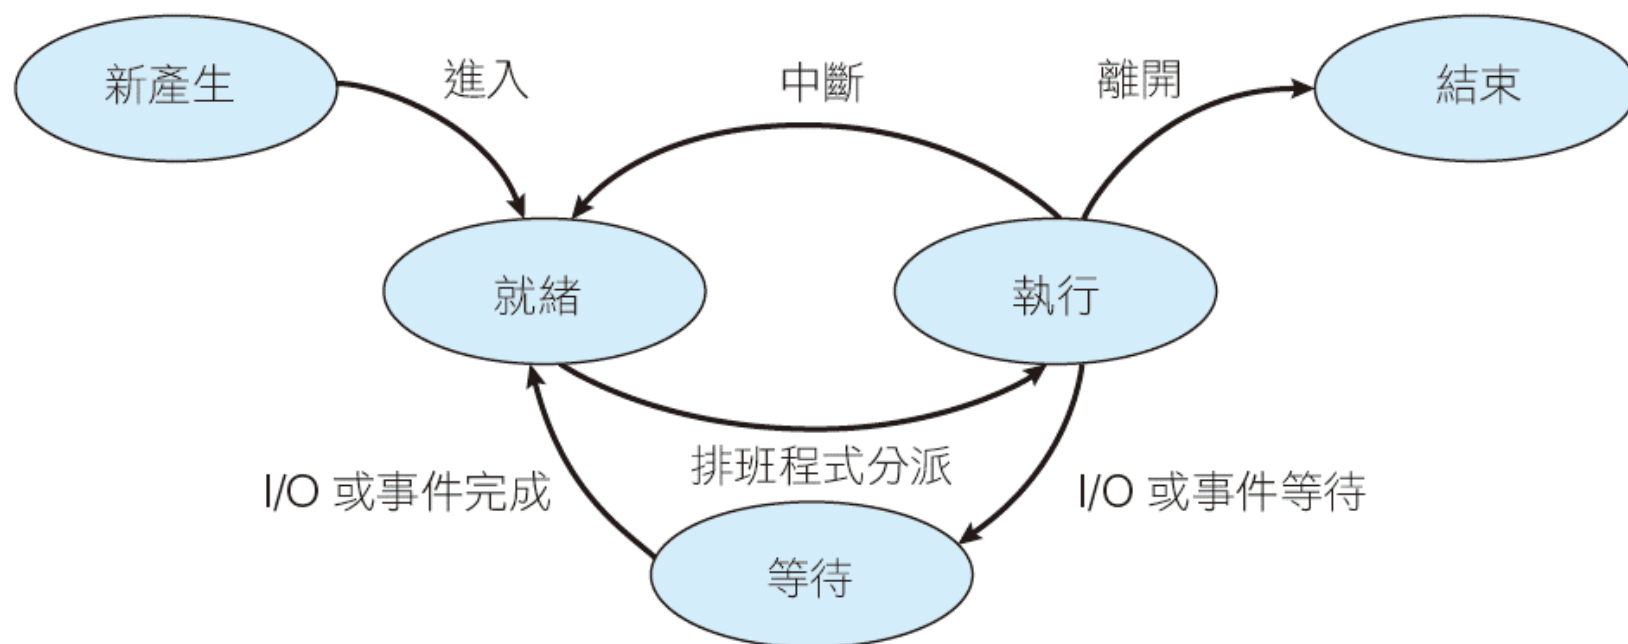 新產生
進入
中斷
離開
結束
就緒
執行
排班程式分派
I/O 或事件完成
I/O 或事件等待
等待